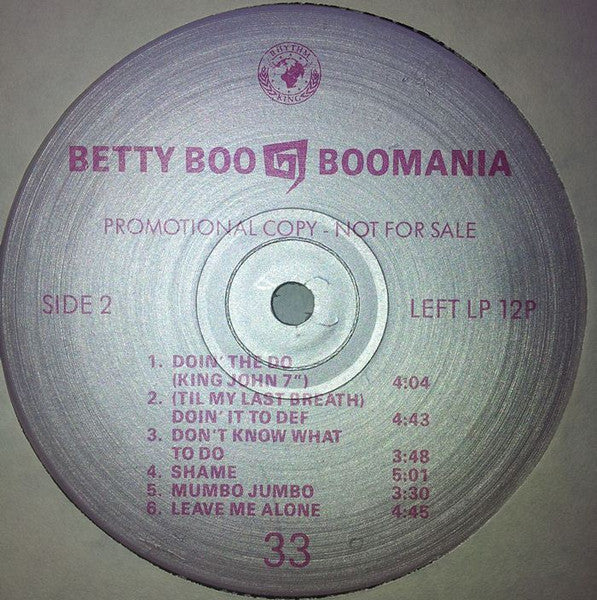 RHYTHM
KING
BETTY BOO BOOMANIA
PROMOTIONAL COPY - NOT FOR SALE
SIDE 2
LEFT LP 12P
1. DOIN' THE DO
(KING JOHN 7") 4:04
2. (TIL MY LAST BREATH)
DOIN' IT TO DEF 4:43
3. DON'T KNOW WHAT
TO DO 3:48
4. SHAME 5:01
5. MUMBO JUMBO 3:30
6. LEAVE ME ALONE 4:45
33